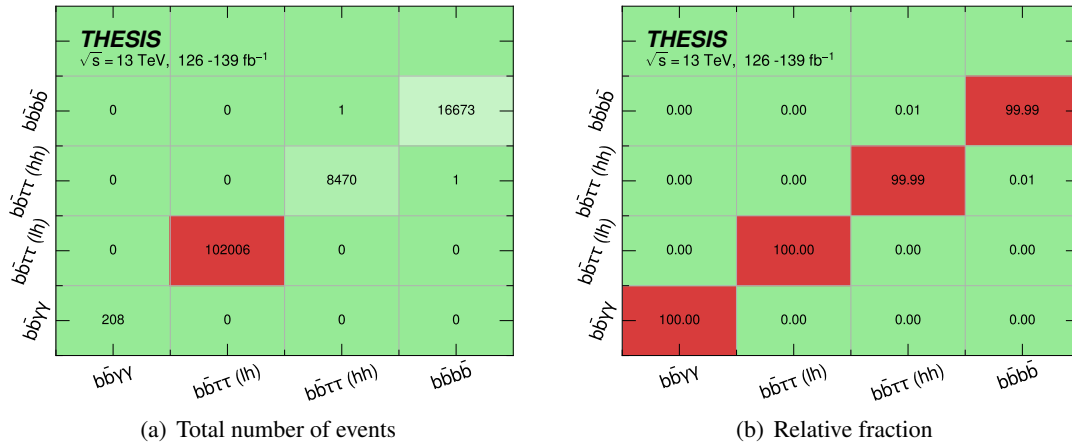 THESIS
√s = 13 TeV, 126 -139 fb⁻¹
bb̄bb̄ 0 0 1 16673
bb̄ττ (hh) 0 0 8470 1
bb̄ττ (lh) 0 102006 0 0
bb̄γγ 208 0 0 0
bb̄γγ bb̄ττ (lh) bb̄ττ (hh) bb̄bb̄
(a) Total number of events
THESIS
√s = 13 TeV, 126 -139 fb⁻¹
bb̄bb̄ 0.00 0.00 0.01 99.99
bb̄ττ (hh) 0.00 0.00 99.99 0.01
bb̄ττ (lh) 0.00 100.00 0.00 0.00
bb̄γγ 100.00 0.00 0.00 0.00
bb̄γγ bb̄ττ (lh) bb̄ττ (hh) bb̄bb̄
(b) Relative fraction